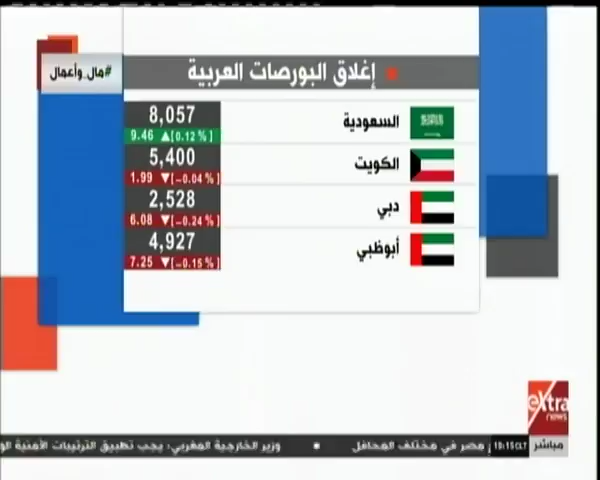 #مال_وأعمال
إغلاق البورصات العربية
السعودية
8,057
9.46 ▲[0.12 %]
الكويت
5,400
1.99 ▼[-0.04 %]
دبي
2,528
6.08 ▼[-0.24 %]
أبوظبي
4,927
7.25 ▼[-0.15 %]
eXtra
news
مباشر
19:15CLT
مصر في مختلف المحافل
وزير الخارجية المغربي: يجب تطبيق الترتيبات الأمنية